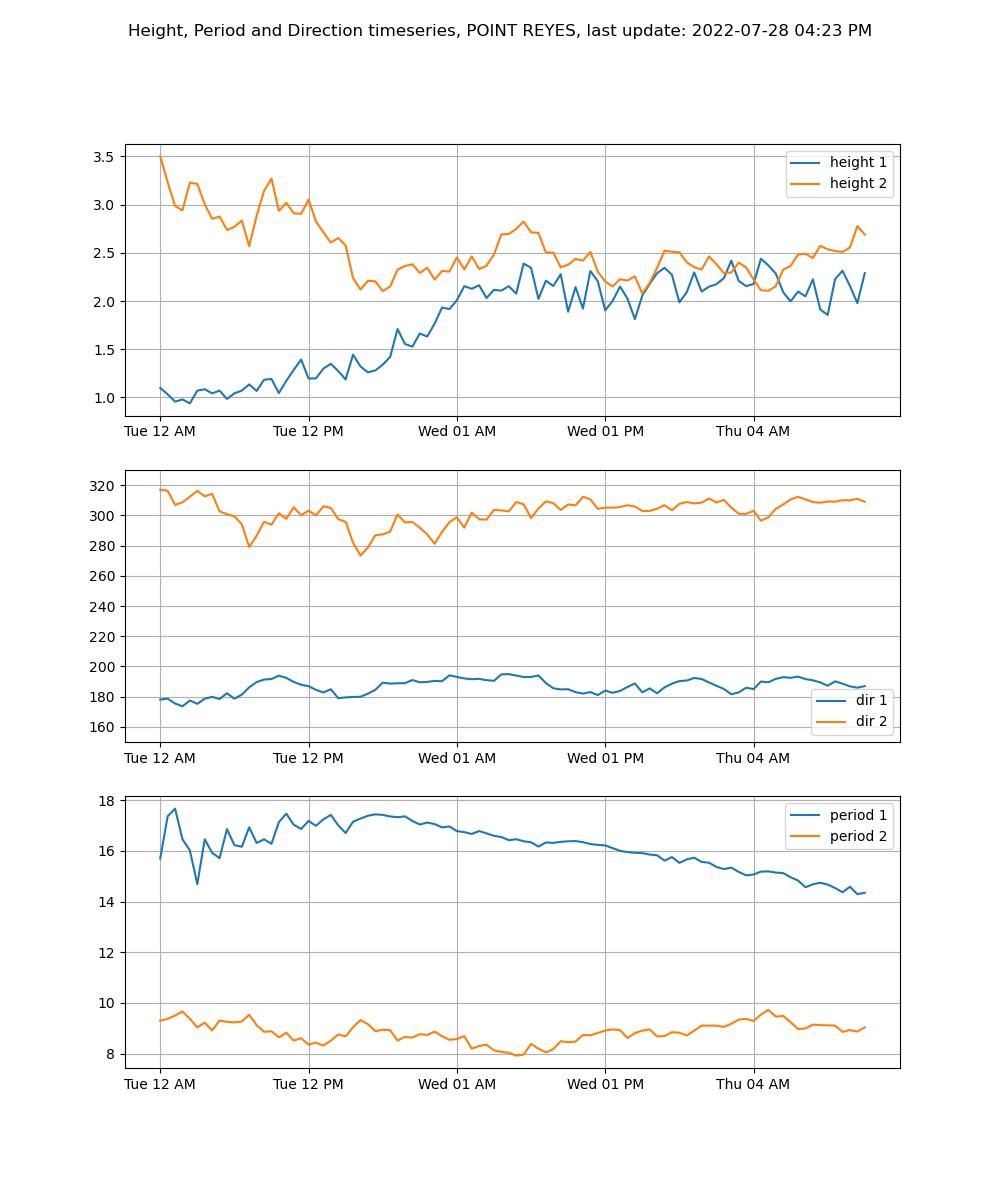 Height, Period and Direction timeseries, POINT REYES, last update: 2022-07-28 04:23 PM
3.5
3.0
2.5
2.0
1.5
1.0
height 1
height 2
Tue 12 AM Tue 12 PM Wed 01 AM Wed 01 PM Thu 04 AM
320
300
280
260
240
220
200
180
160
dir 1
dir 2
Tue 12 AM Tue 12 PM Wed 01 AM Wed 01 PM Thu 04 AM
18
16
14
12
10
8
period 1
period 2
Tue 12 AM Tue 12 PM Wed 01 AM Wed 01 PM Thu 04 AM